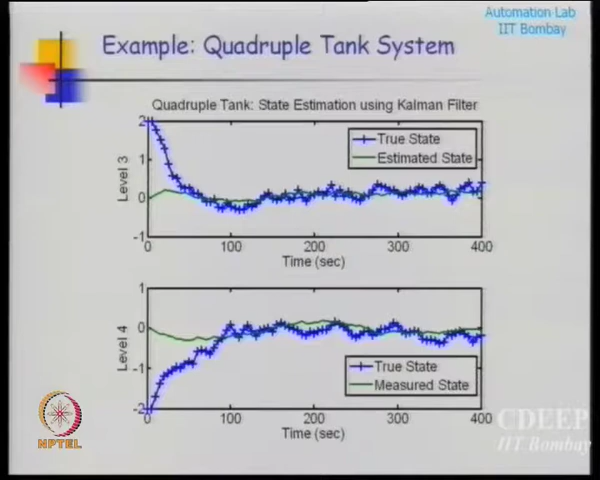 Automation Lab
IIT Bombay
Example: Quadruple Tank System
Quadruple Tank: State Estimation using Kalman Filter
2
1
0
-1
Level 3
True State
Estimated State
0
100
200
300
400
Time (sec)
1
0
-1
-2
Level 4
True State
Measured State
0
100
200
300
400
Time (sec)
NPTEL
CDEEP
IIT Bombay